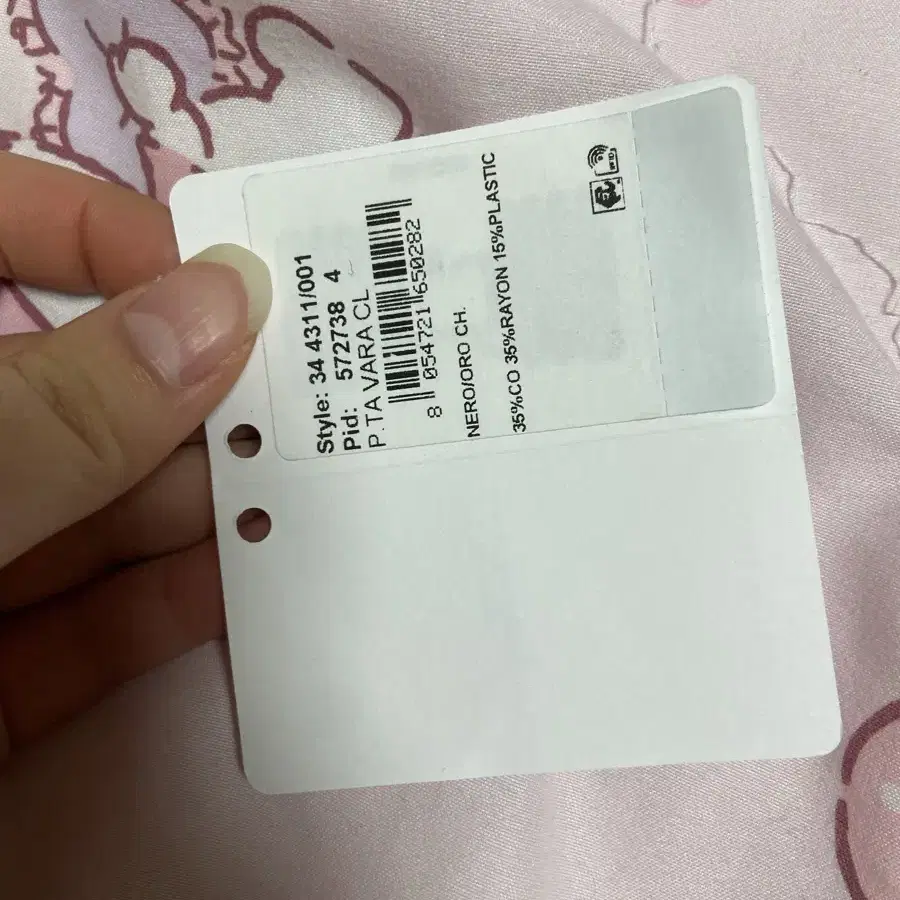 Style: 34 4311/001
Pid: 572738 4
P.TA VARA CL
8 054721 650282
NERO/ORO CH.
35%CO 35%RAYON 15%PLASTIC
RFID